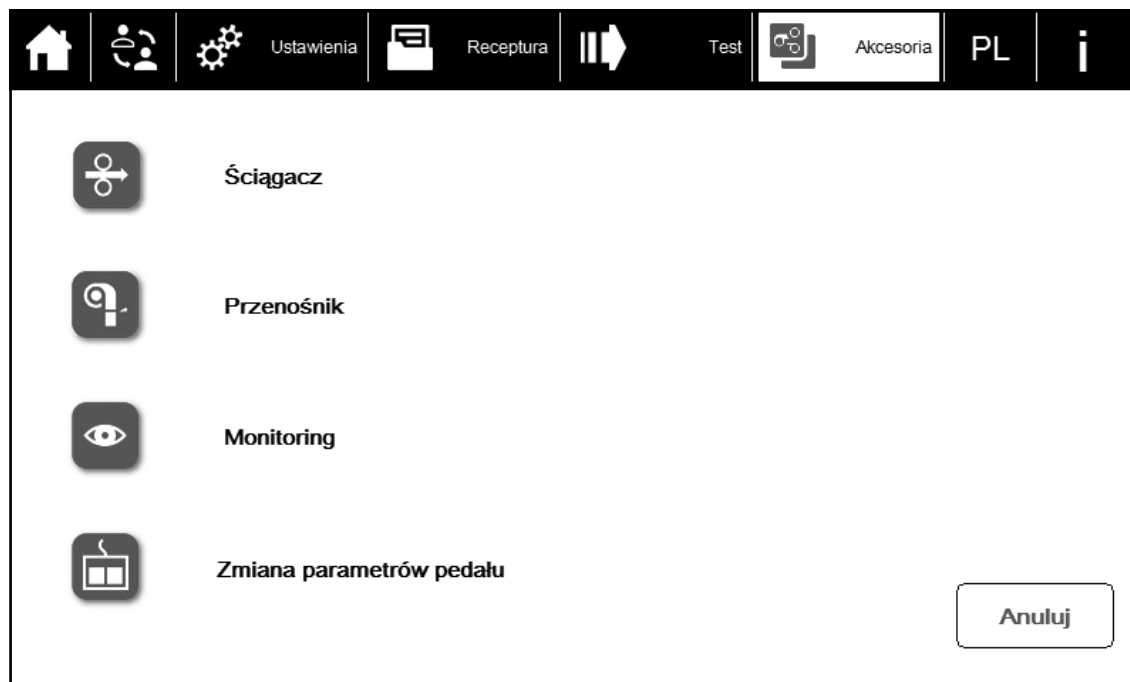 Ustawienia
Receptura
Test
Akcesoria
PL
i
Ściągacz
Przenośnik
Monitoring
Zmiana parametrów pedału
Anuluj